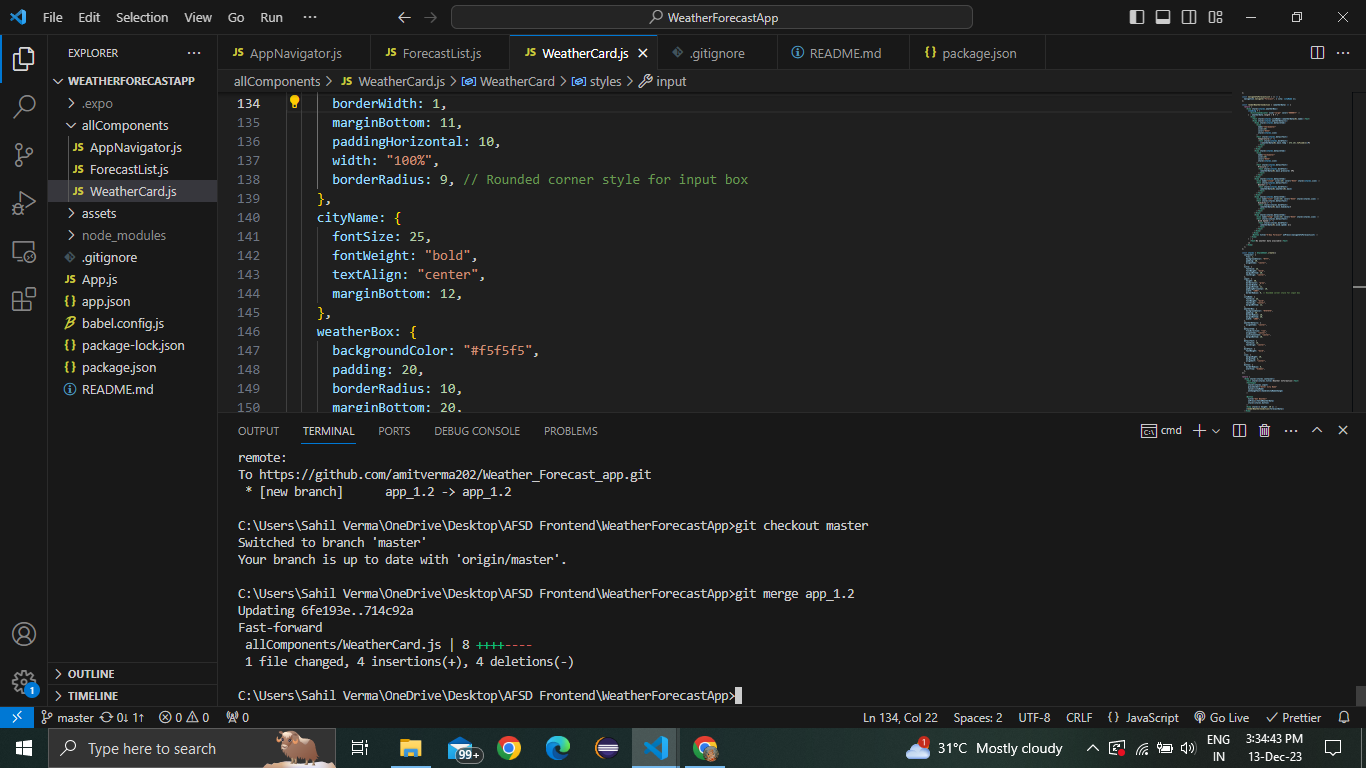 File Edit Selection View Go Run ··· WeatherForecastApp
EXPLORER ···
WEATHERFORECASTAPP
.expo
allComponents
JS AppNavigator.js
JS ForecastList.js
JS WeatherCard.js
assets
node_modules
.gitignore
JS App.js
{} app.json
babel.config.js
{} package-lock.json
{} package.json
README.md
OUTLINE
TIMELINE
1
JS AppNavigator.js JS ForecastList.js JS WeatherCard.js .gitignore README.md {} package.json ···
allComponents > JS WeatherCard.js > WeatherCard > styles > input
134 borderWidth: 1,
135 marginBottom: 11,
136 paddingHorizontal: 10,
137 width: "100%",
138 borderRadius: 9, // Rounded corner style for input box
139 },
140 cityName: {
141 fontSize: 25,
142 fontWeight: "bold",
143 textAlign: "center",
144 marginBottom: 12,
145 },
146 weatherBox: {
147 backgroundColor: "#f5f5f5",
148 padding: 20,
149 borderRadius: 10,
150 marginBottom: 20,
OUTPUT TERMINAL PORTS DEBUG CONSOLE PROBLEMS cmd ···
remote:
To https://github.com/amitverma202/Weather_Forecast_app.git
* [new branch] app_1.2 -> app_1.2
C:\Users\Sahil Verma\OneDrive\Desktop\AFSD Frontend\WeatherForecastApp>git checkout master
Switched to branch 'master'
Your branch is up to date with 'origin/master'.
C:\Users\Sahil Verma\OneDrive\Desktop\AFSD Frontend\WeatherForecastApp>git merge app_1.2
Updating 6fe193e..714c92a
Fast-forward
allComponents/WeatherCard.js | 8 ++++----
1 file changed, 4 insertions(+), 4 deletions(-)
C:\Users\Sahil Verma\OneDrive\Desktop\AFSD Frontend\WeatherForecastApp>
master 0↓ 1↑ 0 0 0 Ln 134, Col 22 Spaces: 2 UTF-8 CRLF {} JavaScript Go Live Prettier
Type here to search 99+ 1 31°C Mostly cloudy ENG IN 3:34:43 PM 13-Dec-23